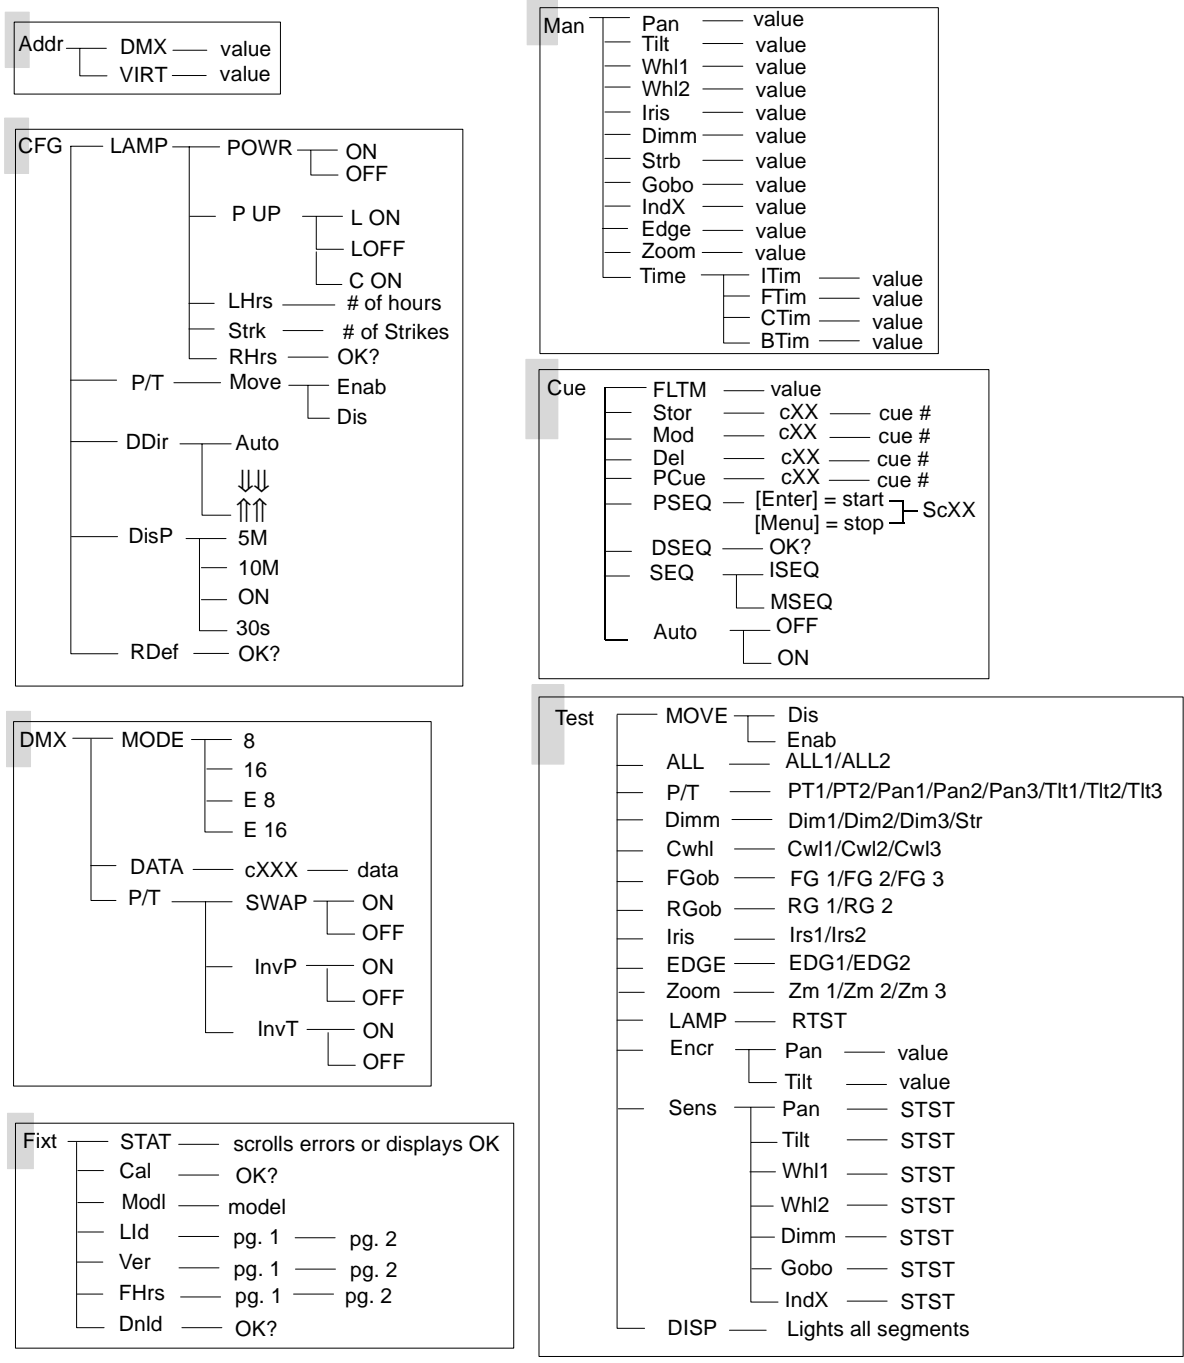 Addr DMX value
VIRT value
CFG LAMP POWR ON
OFF
P UP L ON
LOFF
C ON
LHrs # of hours
Strk # of Strikes
RHrs OK?
P/T Move Enab
Dis
DDir Auto
⇓⇓
⇑⇑
DisP 5M
10M
ON
30s
RDef OK?
DMX MODE 8
16
E 8
E 16
DATA cXXX data
P/T SWAP ON
OFF
InvP ON
OFF
InvT ON
OFF
Fixt STAT scrolls errors or displays OK
Cal OK?
Modl model
LId pg. 1 pg. 2
Ver pg. 1 pg. 2
FHrs pg. 1 pg. 2
Dnld OK?
Man Pan value
Tilt value
Whl1 value
Whl2 value
Iris value
Dimm value
Strb value
Gobo value
IndX value
Edge value
Zoom value
Time ITim value
FTim value
CTim value
BTim value
Cue FLTM value
Stor cXX cue #
Mod cXX cue #
Del cXX cue #
PCue cXX cue #
PSEQ [Enter] = start ScXX
[Menu] = stop
DSEQ OK?
SEQ ISEQ
MSEQ
Auto OFF
ON
Test MOVE Dis
Enab
ALL ALL1/ALL2
P/T PT1/PT2/Pan1/Pan2/Pan3/Tlt1/Tlt2/Tlt3
Dimm Dim1/Dim2/Dim3/Str
Cwhl Cwl1/Cwl2/Cwl3
FGob FG 1/FG 2/FG 3
RGob RG 1/RG 2
Iris Irs1/Irs2
EDGE EDG1/EDG2
Zoom Zm 1/Zm 2/Zm 3
LAMP RTST
Encr Pan value
Tilt value
Sens Pan STST
Tilt STST
Whl1 STST
Whl2 STST
Dimm STST
Gobo STST
IndX STST
DISP Lights all segments